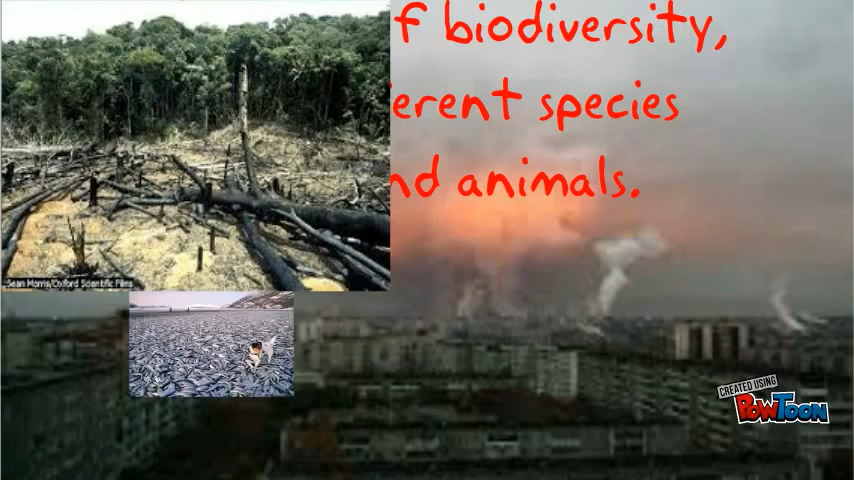 f biodiversity,
erent species
nd animals.
Sean Morris/Oxford Scientific Films
CREATED USING
POWTOON